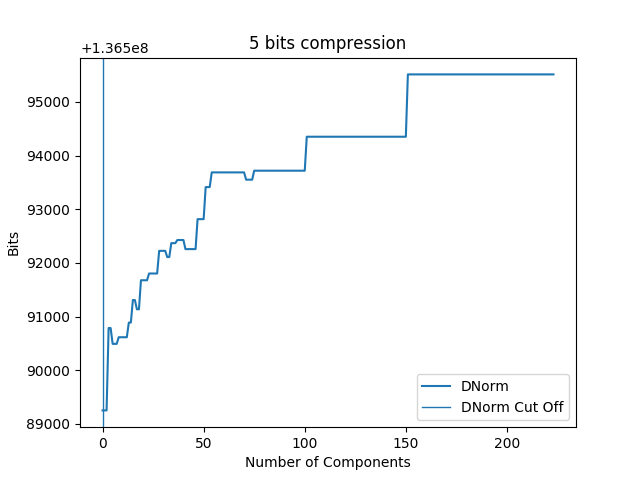 5 bits compression
+1.365e8
95000
94000
93000
92000
91000
90000
89000
Bits
0 50 100 150 200
Number of Components
DNorm
DNorm Cut Off